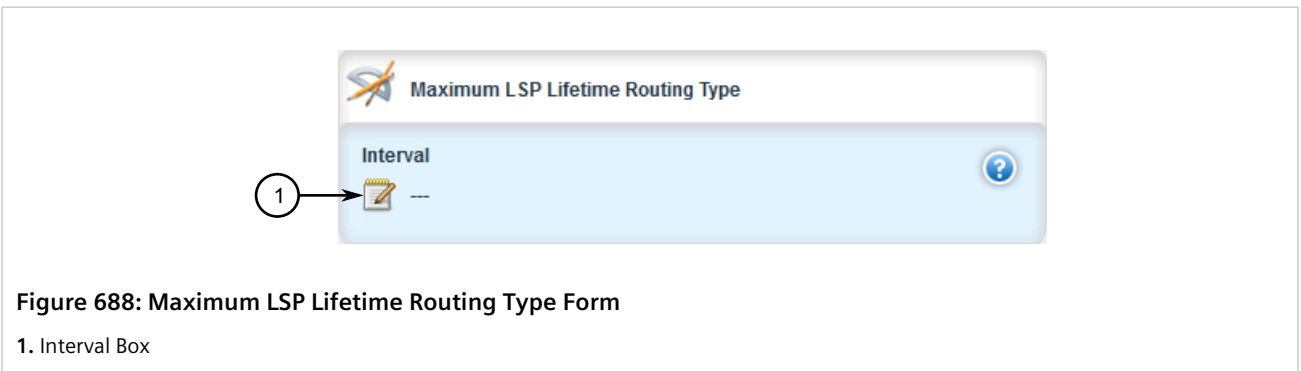 Maximum LSP Lifetime Routing Type
Interval
?
1
---
Figure 688: Maximum LSP Lifetime Routing Type Form
1. Interval Box